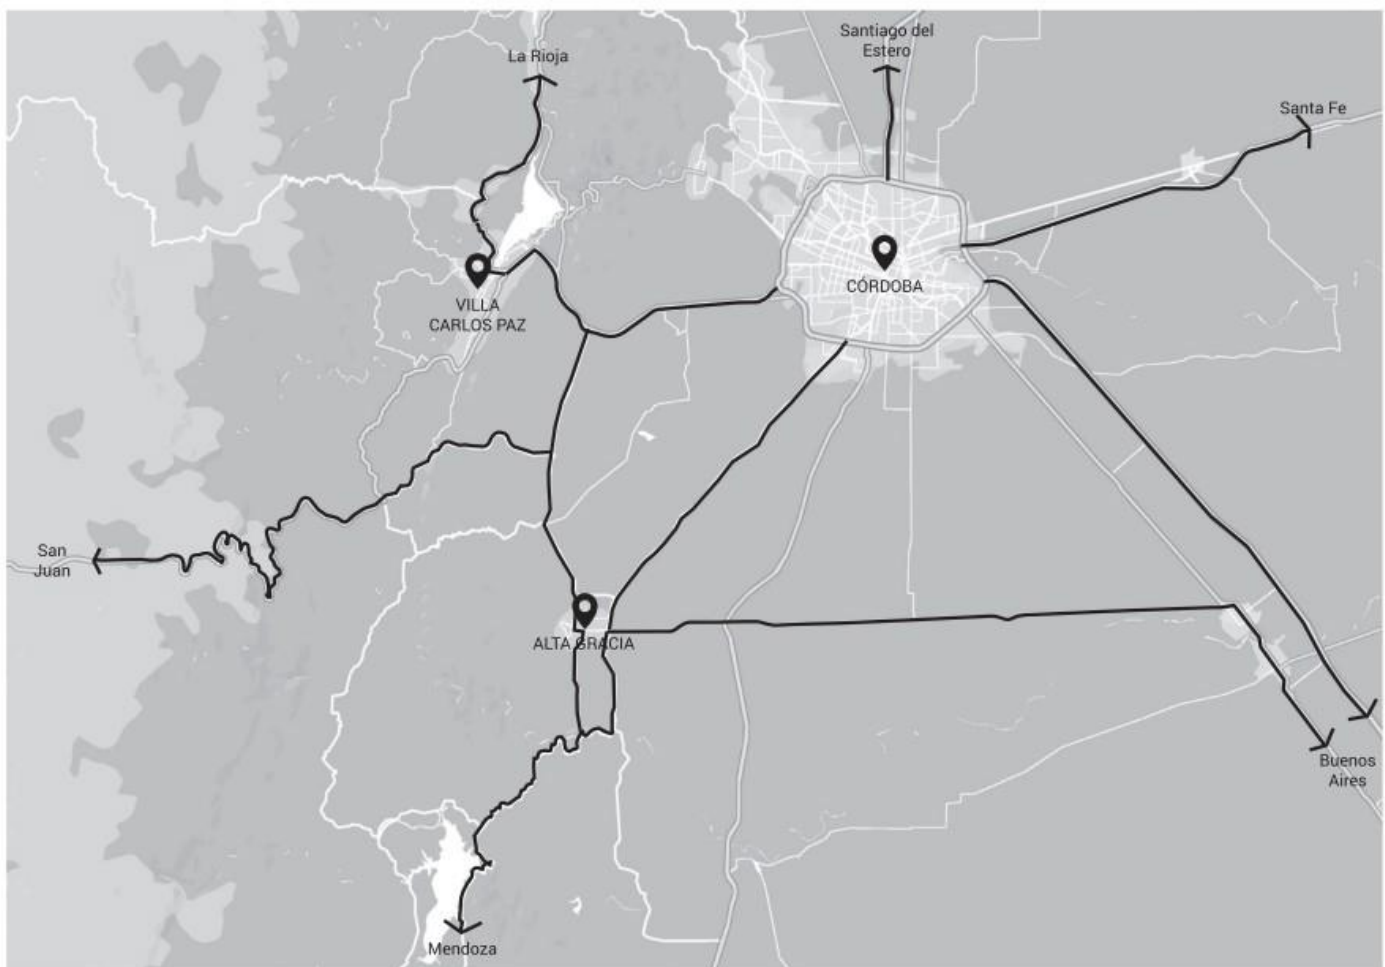 Santiago del
Estero
La Rioja
Santa Fe
VILLA
CARLOS PAZ
CÓRDOBA
San
Juan
ALTA GRACIA
Buenos
Aires
Mendoza